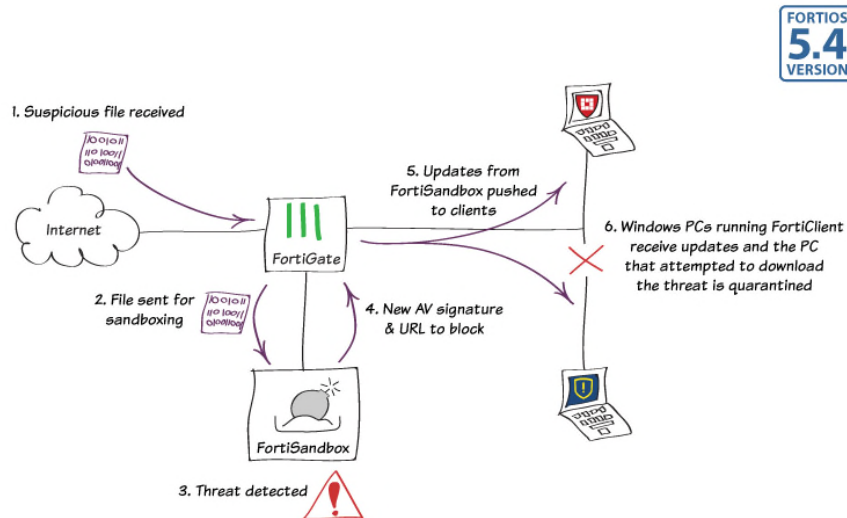 FORTIOS
5.4
VERSION
1. Suspicious file received
Internet
FortiGate
5. Updates from
FortiSandbox pushed
to clients
6. Windows PCs running FortiClient
receive updates and the PC
that attempted to download
the threat is quarantined
2. File sent for
sandboxing
4. New AV signature
& URL to block
FortiSandbox
3. Threat detected